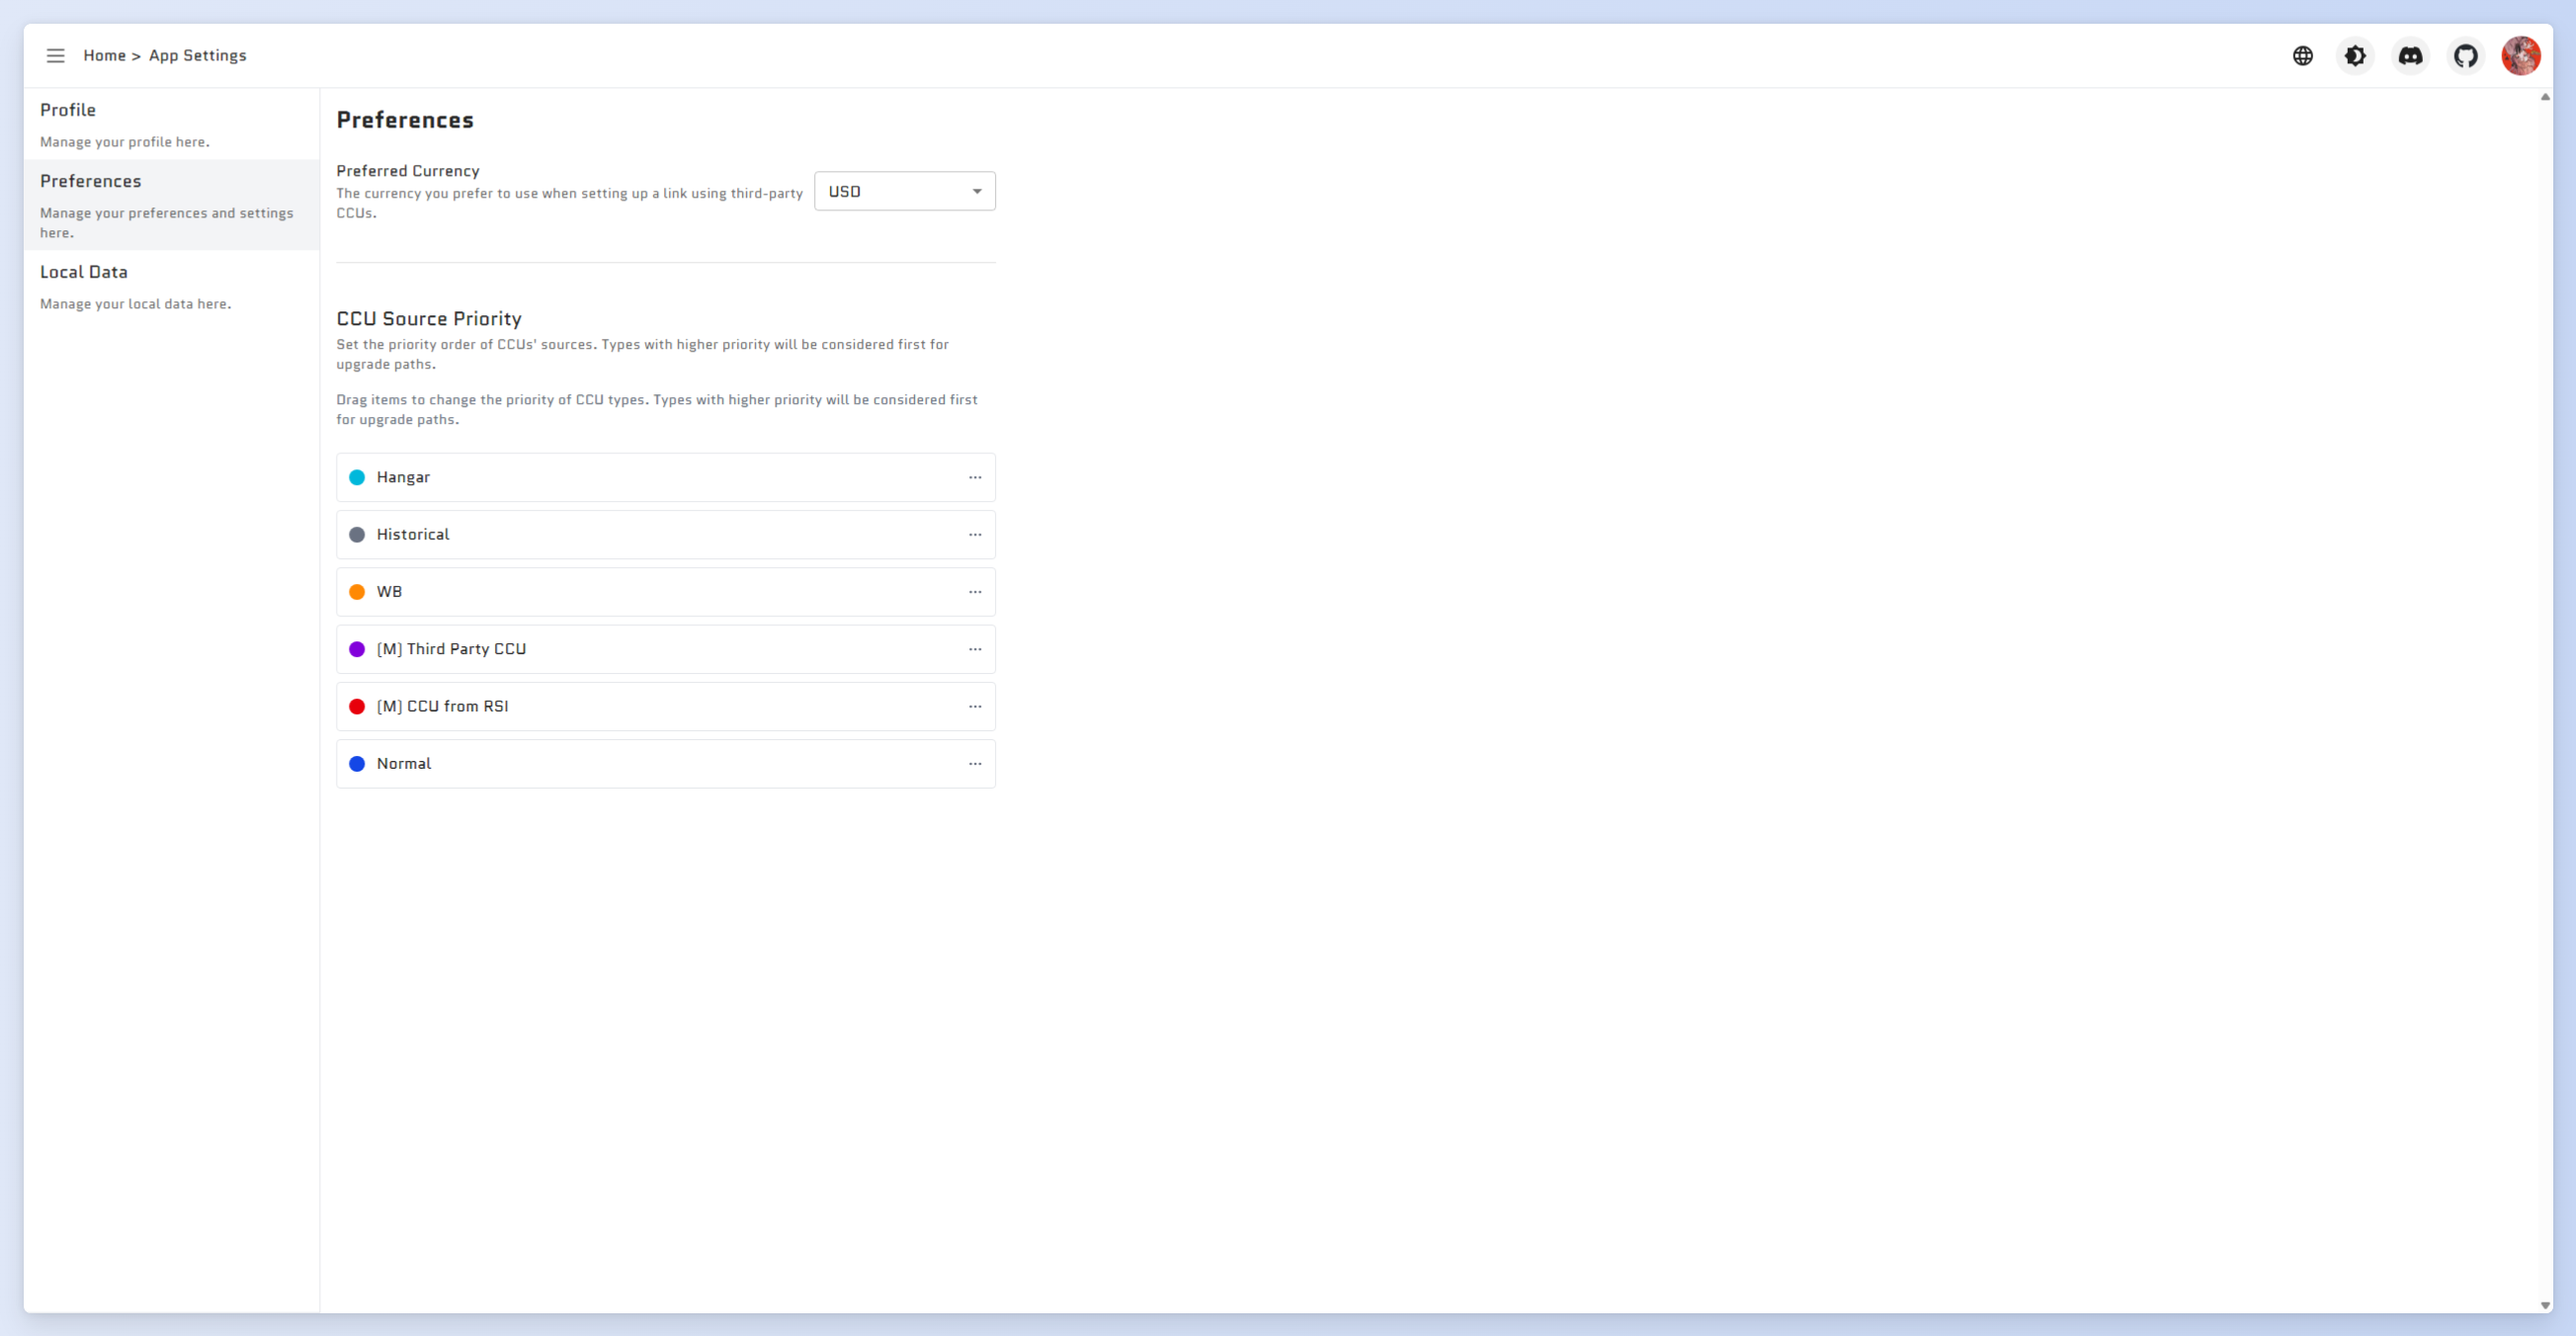 Home > App Settings
Profile
Manage your profile here.
Preferences
Manage your preferences and settings
here.
Local Data
Manage your local data here.
Preferences
Preferred Currency
The currency you prefer to use when setting up a link using third-party
CCUs.
USD
CCU Source Priority
Set the priority order of CCUs' sources. Types with higher priority will be considered first for
upgrade paths.
Drag items to change the priority of CCU types. Types with higher priority will be considered first
for upgrade paths.
Hangar
Historical
WB
(M) Third Party CCU
(M) CCU from RSI
Normal